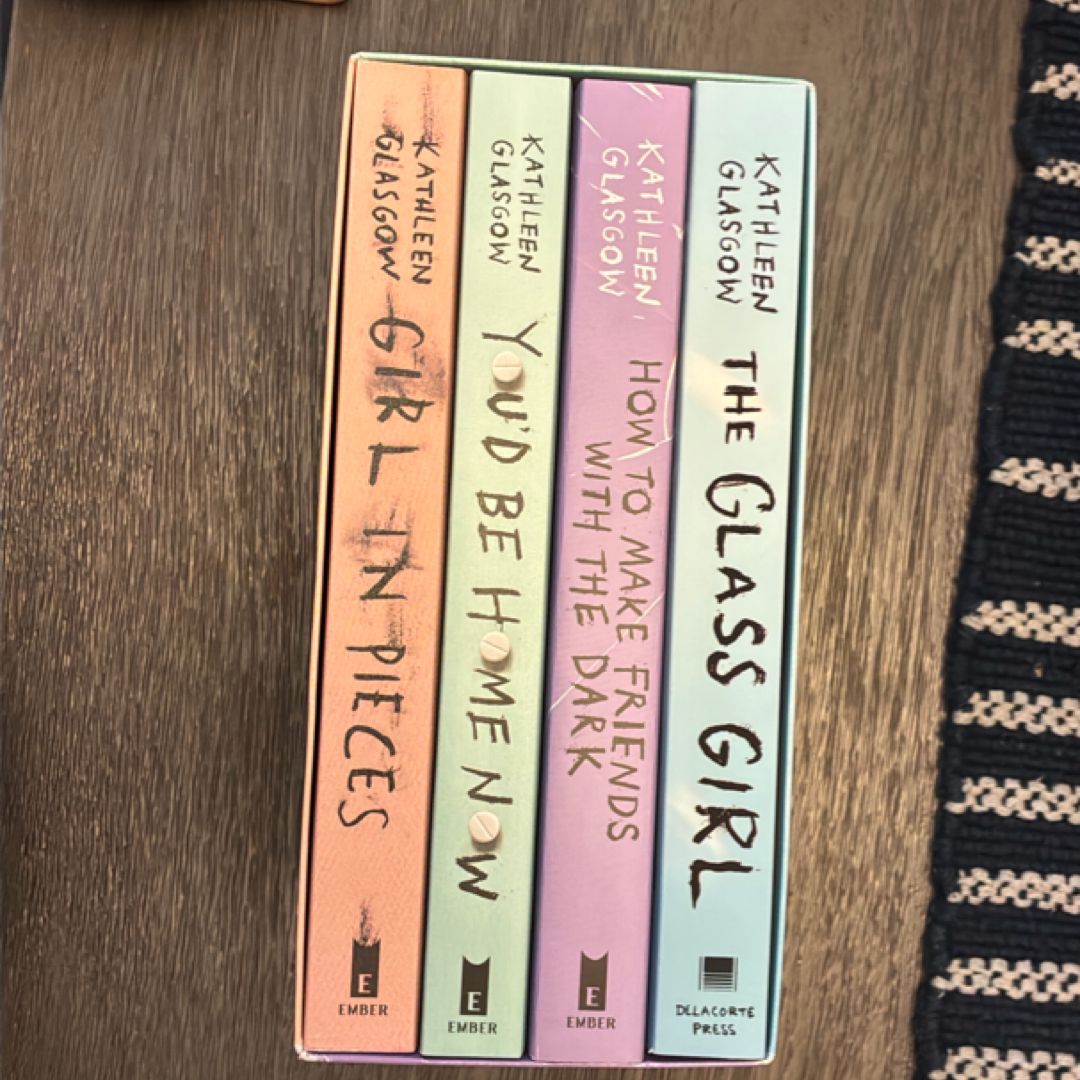 KATHLEEN
GLASGOW
GIRL IN PIECES
E
EMBER
KATHLEEN
GLASGOW
YOU'D BE HOME NOW
E
EMBER
KATHLEEN
GLASGOW
HOW TO MAKE FRIENDS
WITH THE DARK
E
EMBER
KATHLEEN
GLASGOW
THE GLASS GIRL
DELACORTE
PRESS